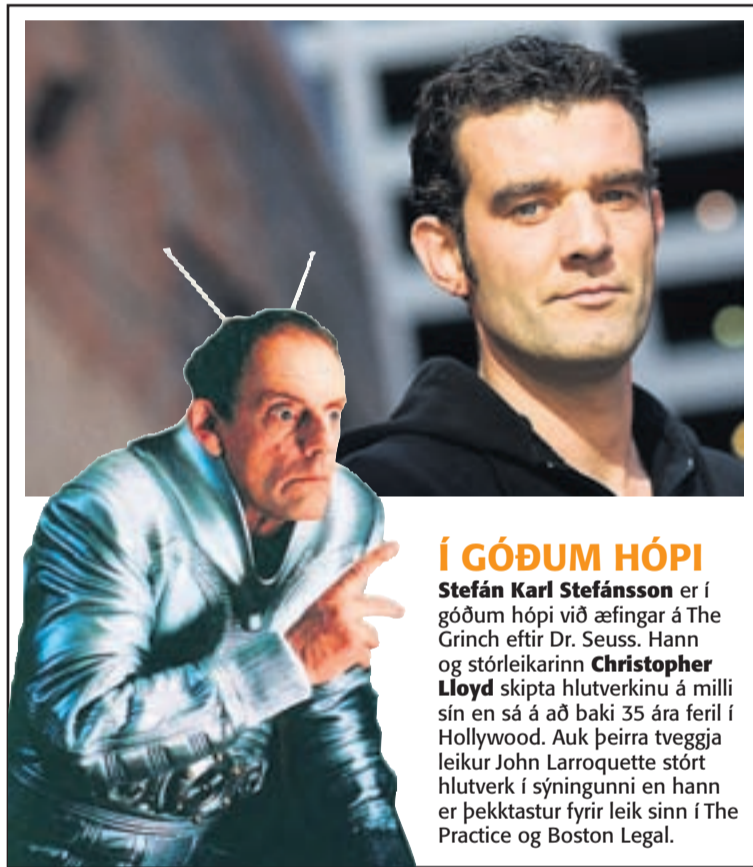 Í GÓÐUM HÓPI
Stefán Karl Stefánsson er í
góðum hópi við æfingar á The
Grinch eftir Dr. Seuss. Hann
og stórleikarinn Christopher
Lloyd skipta hlutverkinu á milli
sín en sá á að baki 35 ára feril í
Hollywood. Auk þeirra tveggja
leikur John Larroquette stórt
hlutverk í sýningunni en hann
er þekktastur fyrir leik sinn í The
Practice og Boston Legal.